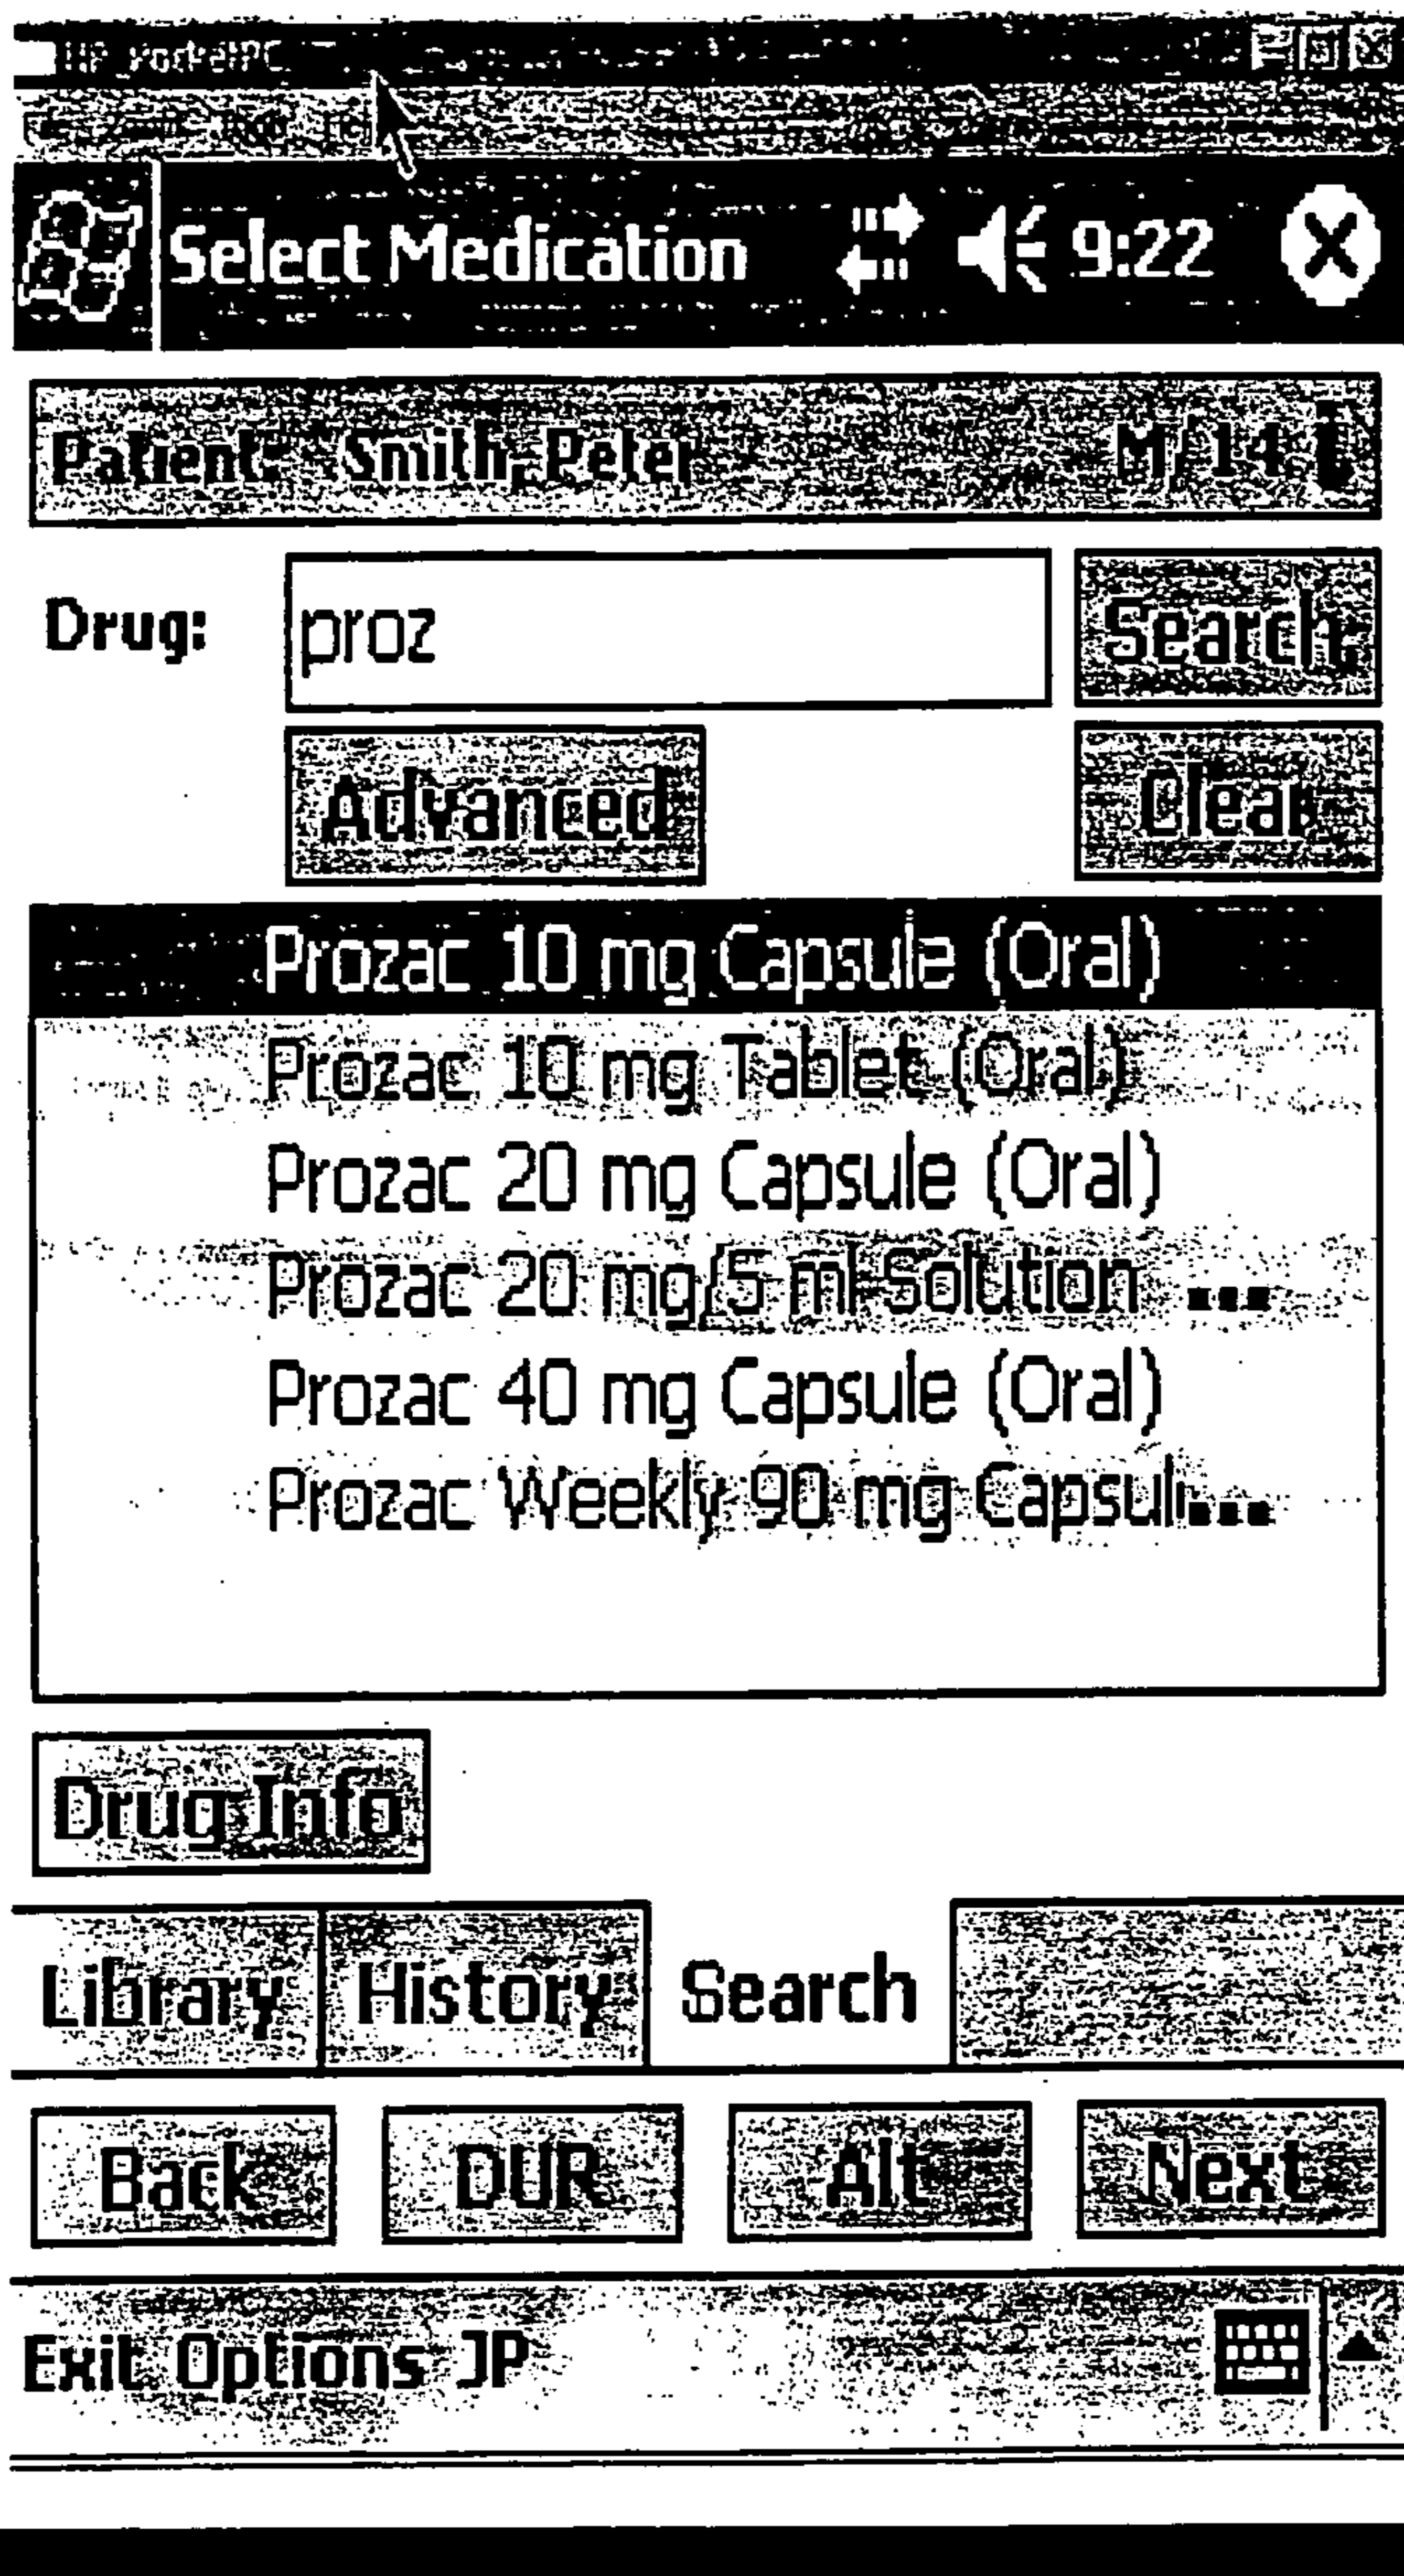 HP PocketPC
Select Medication 9:22
Patient: Smith, Peter M/14
Drug: proz Search
Advanced Clear
Prozac 10 mg Capsule (Oral)
Prozac 10 mg Tablet (Oral)
Prozac 20 mg Capsule (Oral)
Prozac 20 mg/5 ml Solution ...
Prozac 40 mg Capsule (Oral)
Prozac Weekly 90 mg Capsul...
Drug Info
Library History Search
Back DUR Alt Next
Exit Options JP